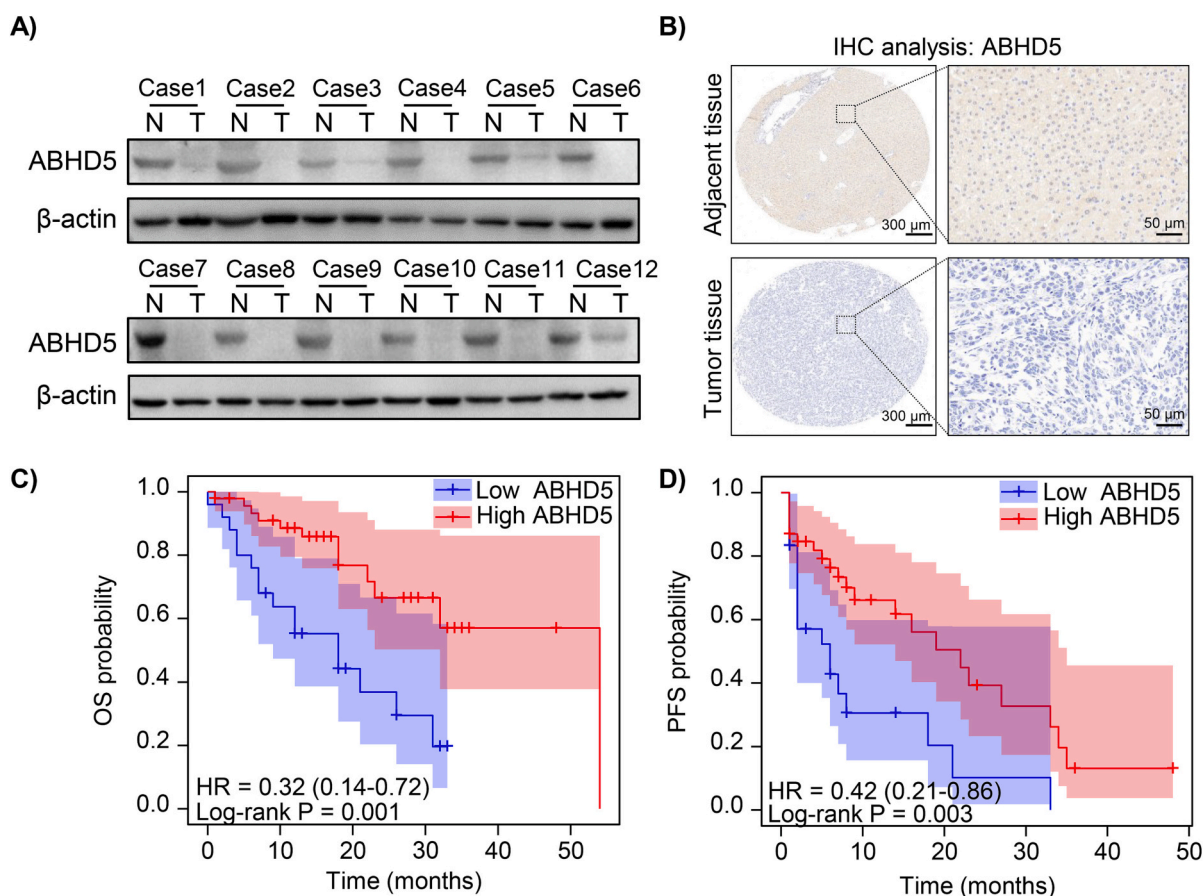 A)
Case1 Case2 Case3 Case4 Case5 Case6
N T N T N T N T N T N T
ABHD5
β-actin
Case7 Case8 Case9 Case10 Case11 Case12
N T N T N T N T N T N T
ABHD5
β-actin
B)
IHC analysis: ABHD5
Adjacent tissue
300 µm
50 µm
Tumor tissue
300 µm
50 µm
C)
Low ABHD5
High ABHD5
OS probability
1.0
0.8
0.6
0.4
0.2
0.0
HR = 0.32 (0.14-0.72)
Log-rank P = 0.001
0 10 20 30 40 50
Time (months)
D)
Low ABHD5
High ABHD5
PFS probability
1.0
0.8
0.6
0.4
0.2
0.0
HR = 0.42 (0.21-0.86)
Log-rank P = 0.003
0 10 20 30 40 50
Time (months)